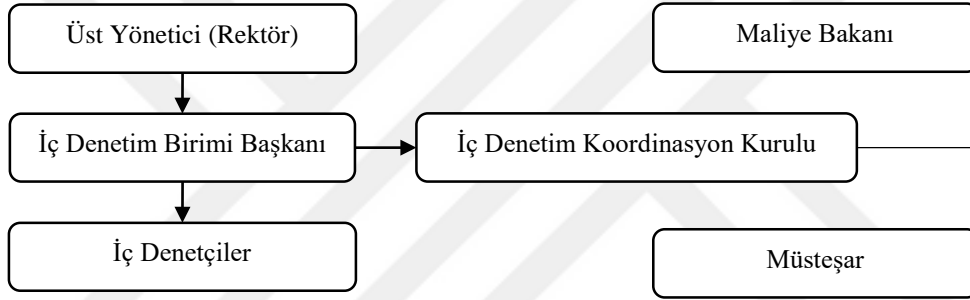 Üst Yönetici (Rektör)
Maliye Bakanı
İç Denetim Birimi Başkanı
İç Denetim Koordinasyon Kurulu
İç Denetçiler
Müsteşar